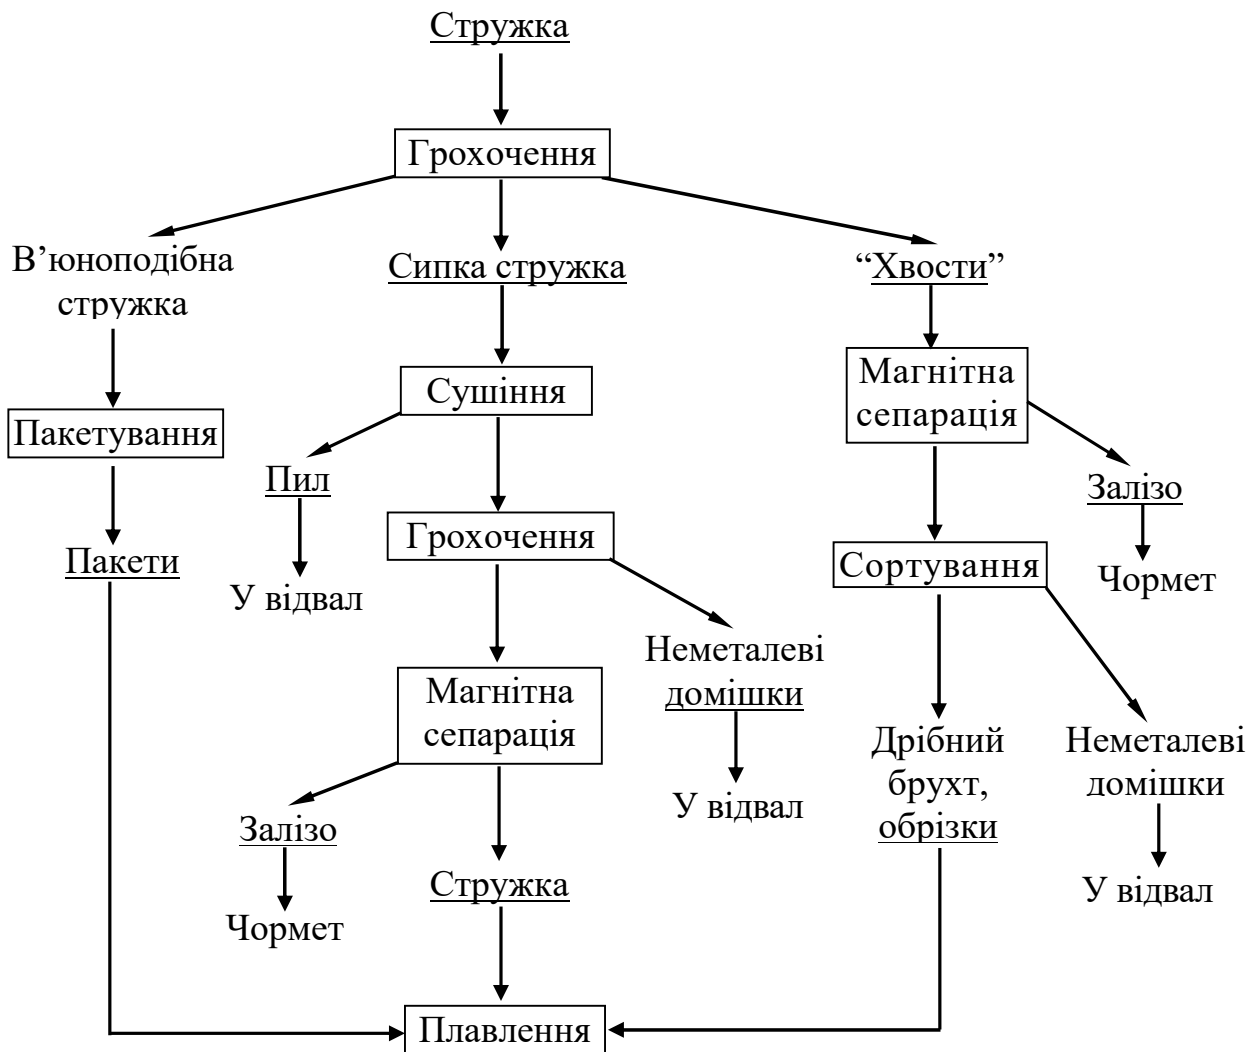 Стружка
Грохочення
В’юноподібна
стружка
Сипка стружка
“Хвости”
Сушіння
Магнітна
сепарація
Пакетування
Пил
Залізо
Грохочення
Пакети
Сортування
Чормет
У відвал
Неметалеві
домішки
Магнітна
сепарація
Дрібний
брухт,
обрізки
Неметалеві
домішки
У відвал
Залізо
Стружка
У відвал
Чормет
Плавлення